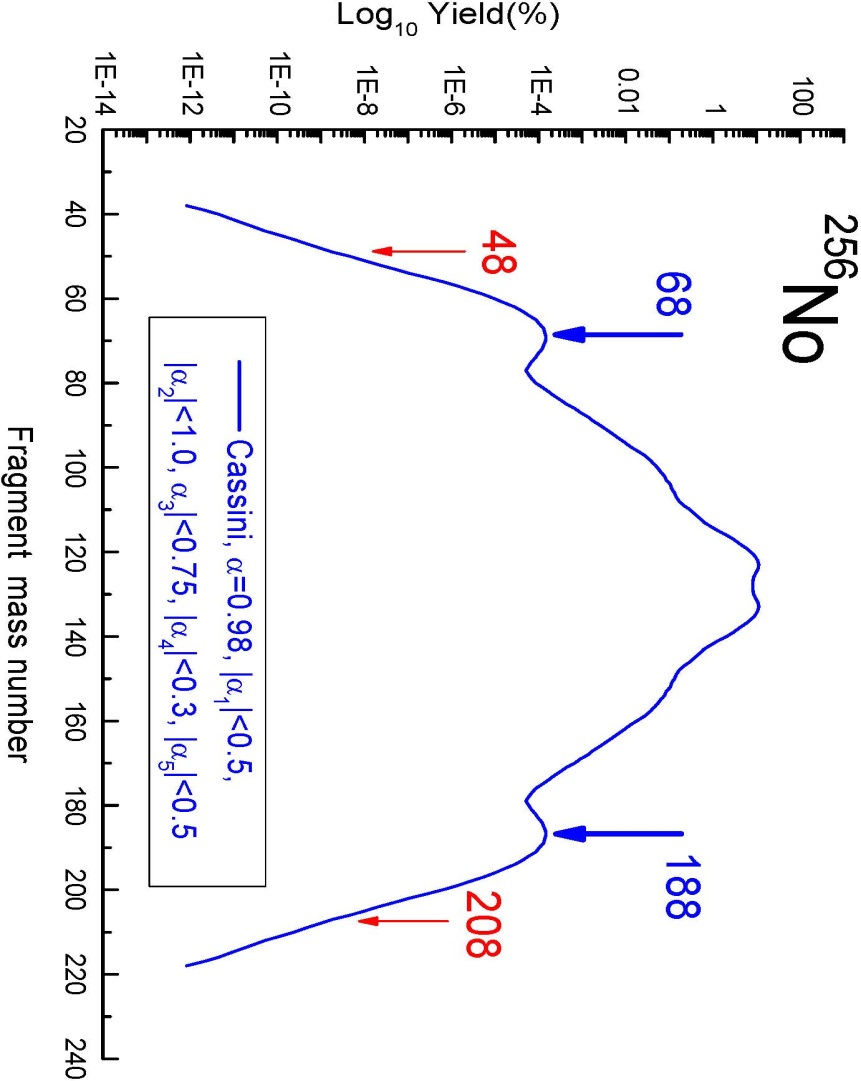 ²⁵⁶No
Log₁₀ Yield(%)
100
1
0.01
1E-4
1E-6
1E-8
1E-10
1E-12
1E-14
68
188
48
208
Cassini, α=0.98, |α₁|<0.5,
|α₂|<1.0, α₃|<0.75, |α₄|<0.3, |α₅|<0.5
20 40 60 80 100 120 140 160 180 200 220 240
Fragment mass number